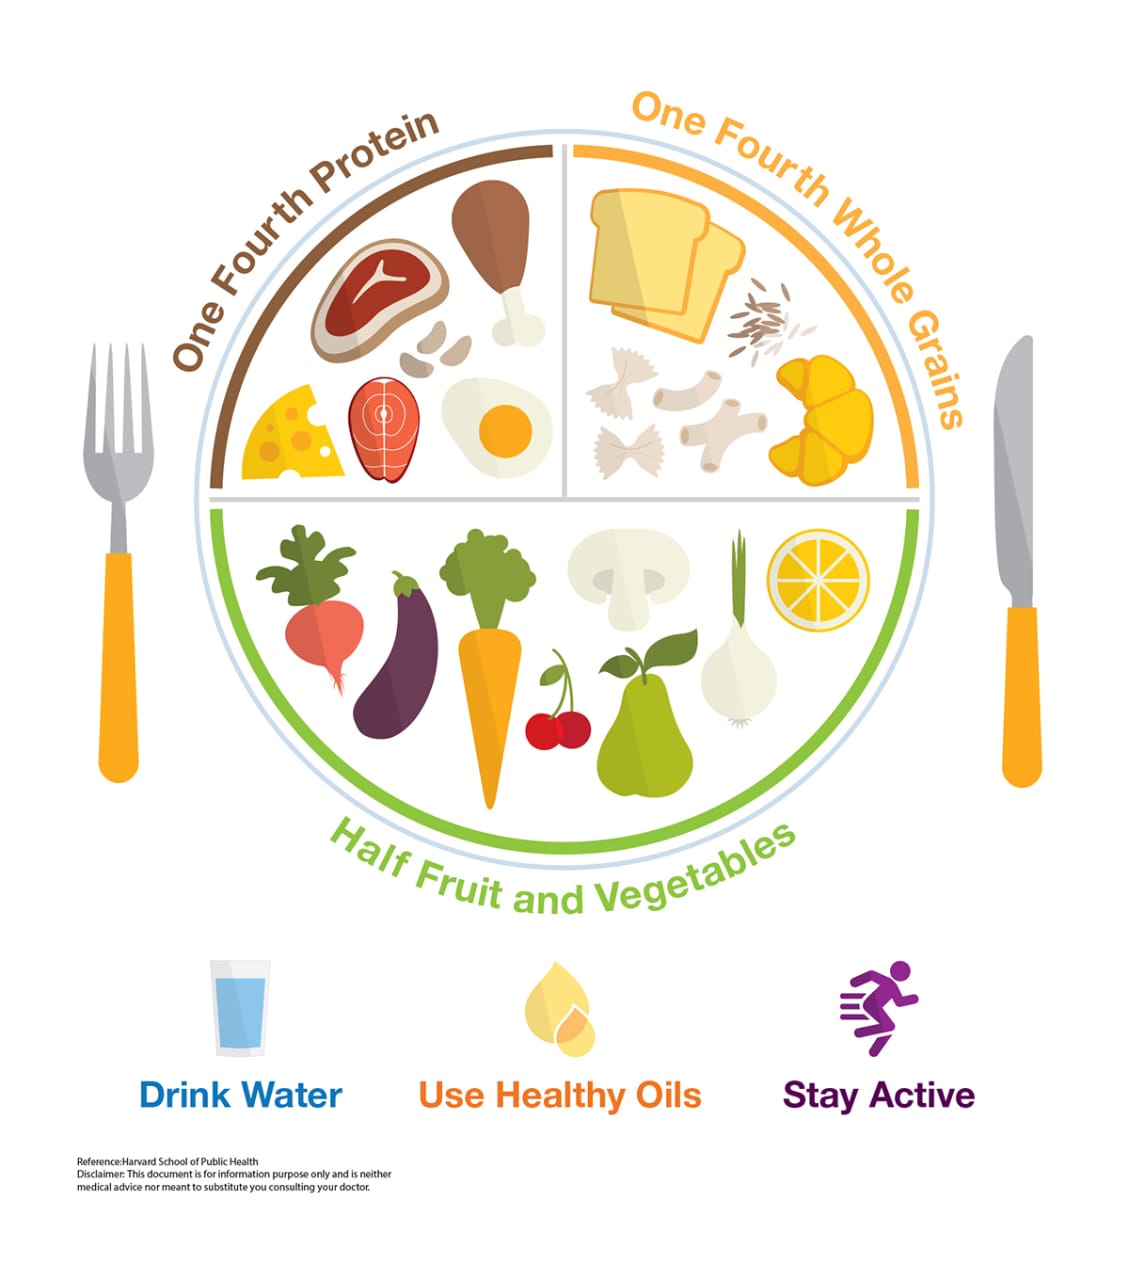 One Fourth Protein
One Fourth Whole Grains
Half Fruit and Vegetables
Drink Water
Use Healthy Oils
Stay Active
Reference:Harvard School of Public Health
Disclaimer: This document is for information purpose only and is neither
medical advice nor meant to substitute you consulting your doctor.